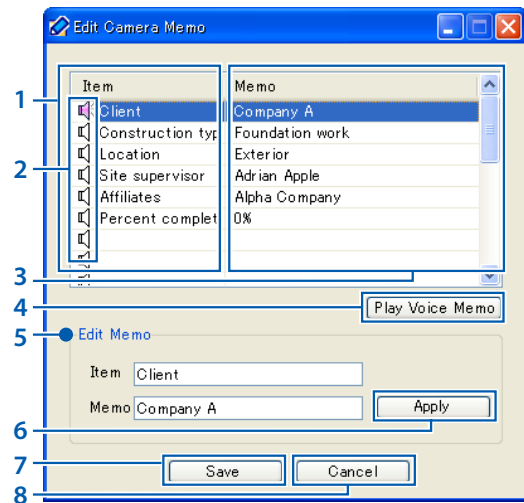 Edit Camera Memo
Item Memo
1
Client Company A
Construction typ Foundation work
Location Exterior
2
Site supervisor Adrian Apple
Affiliates Alpha Company
Percent complet 0%
3
4
Play Voice Memo
5
Edit Memo
Item Client
Memo Company A Apply
6
7
Save Cancel
8